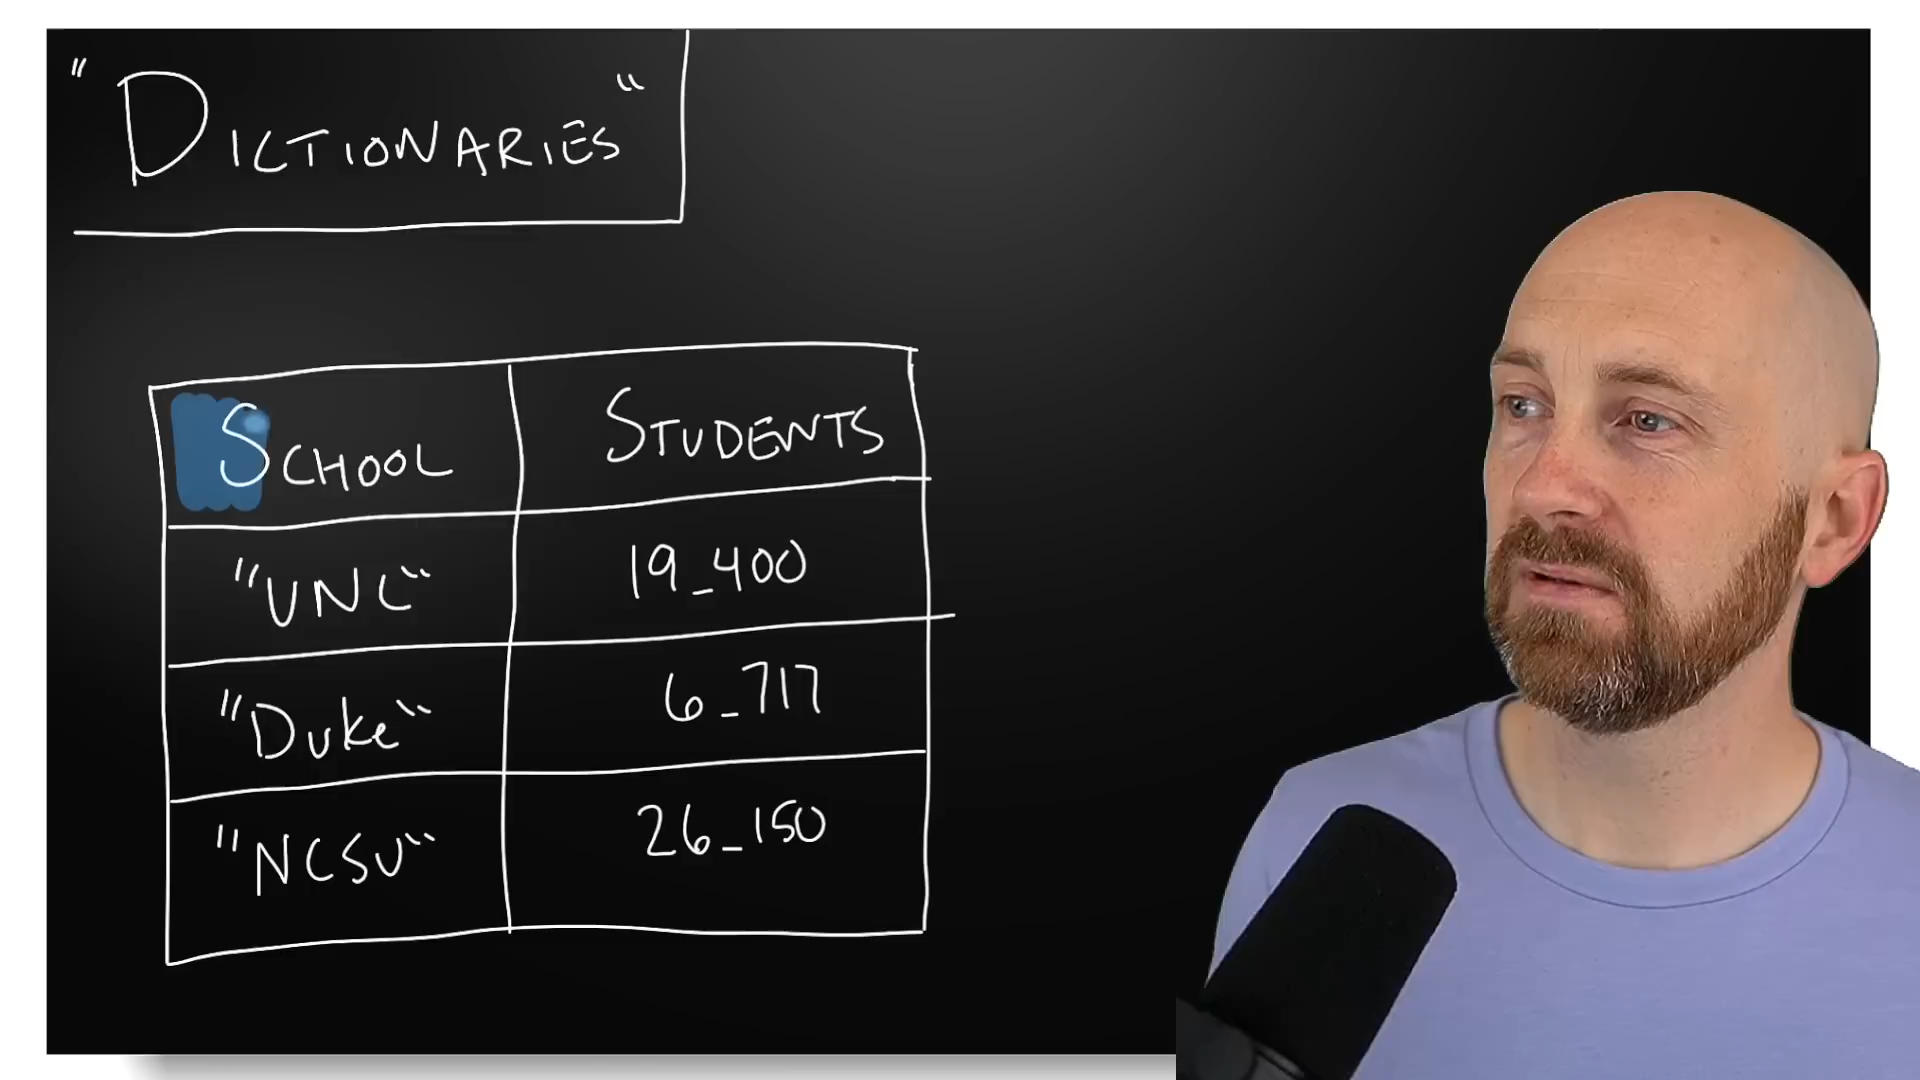 "DICTIONARIES"
SCHOOL STUDENTS
"UNC" 19_400
"Duke" 6_717
"NCSU" 26_150